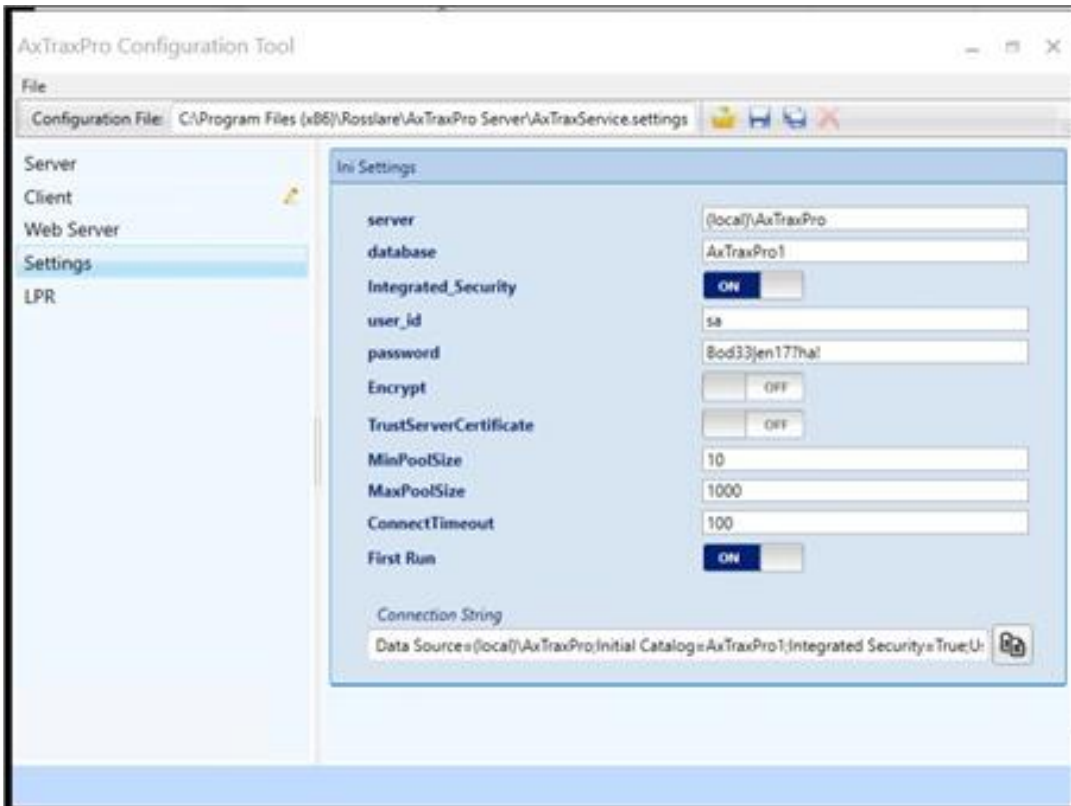 AxTraxPro Configuration Tool
File
Configuration File: C:\Program Files (x86)\Rosslare\AxTraxPro Server\AxTraxService.settings
Server
Client
Web Server
Settings
LPR
Ini Settings
server (local)\AxTraxPro
database AxTraxPro1
Integrated_Security ON
user_id sa
password
Encrypt OFF
TrustServerCertificate OFF
MinPoolSize 10
MaxPoolSize 1000
ConnectTimeout 100
First Run ON
Connection String
Data Source=(local)\AxTraxPro;Initial Catalog=AxTraxPro1;Integrated Security=True;U